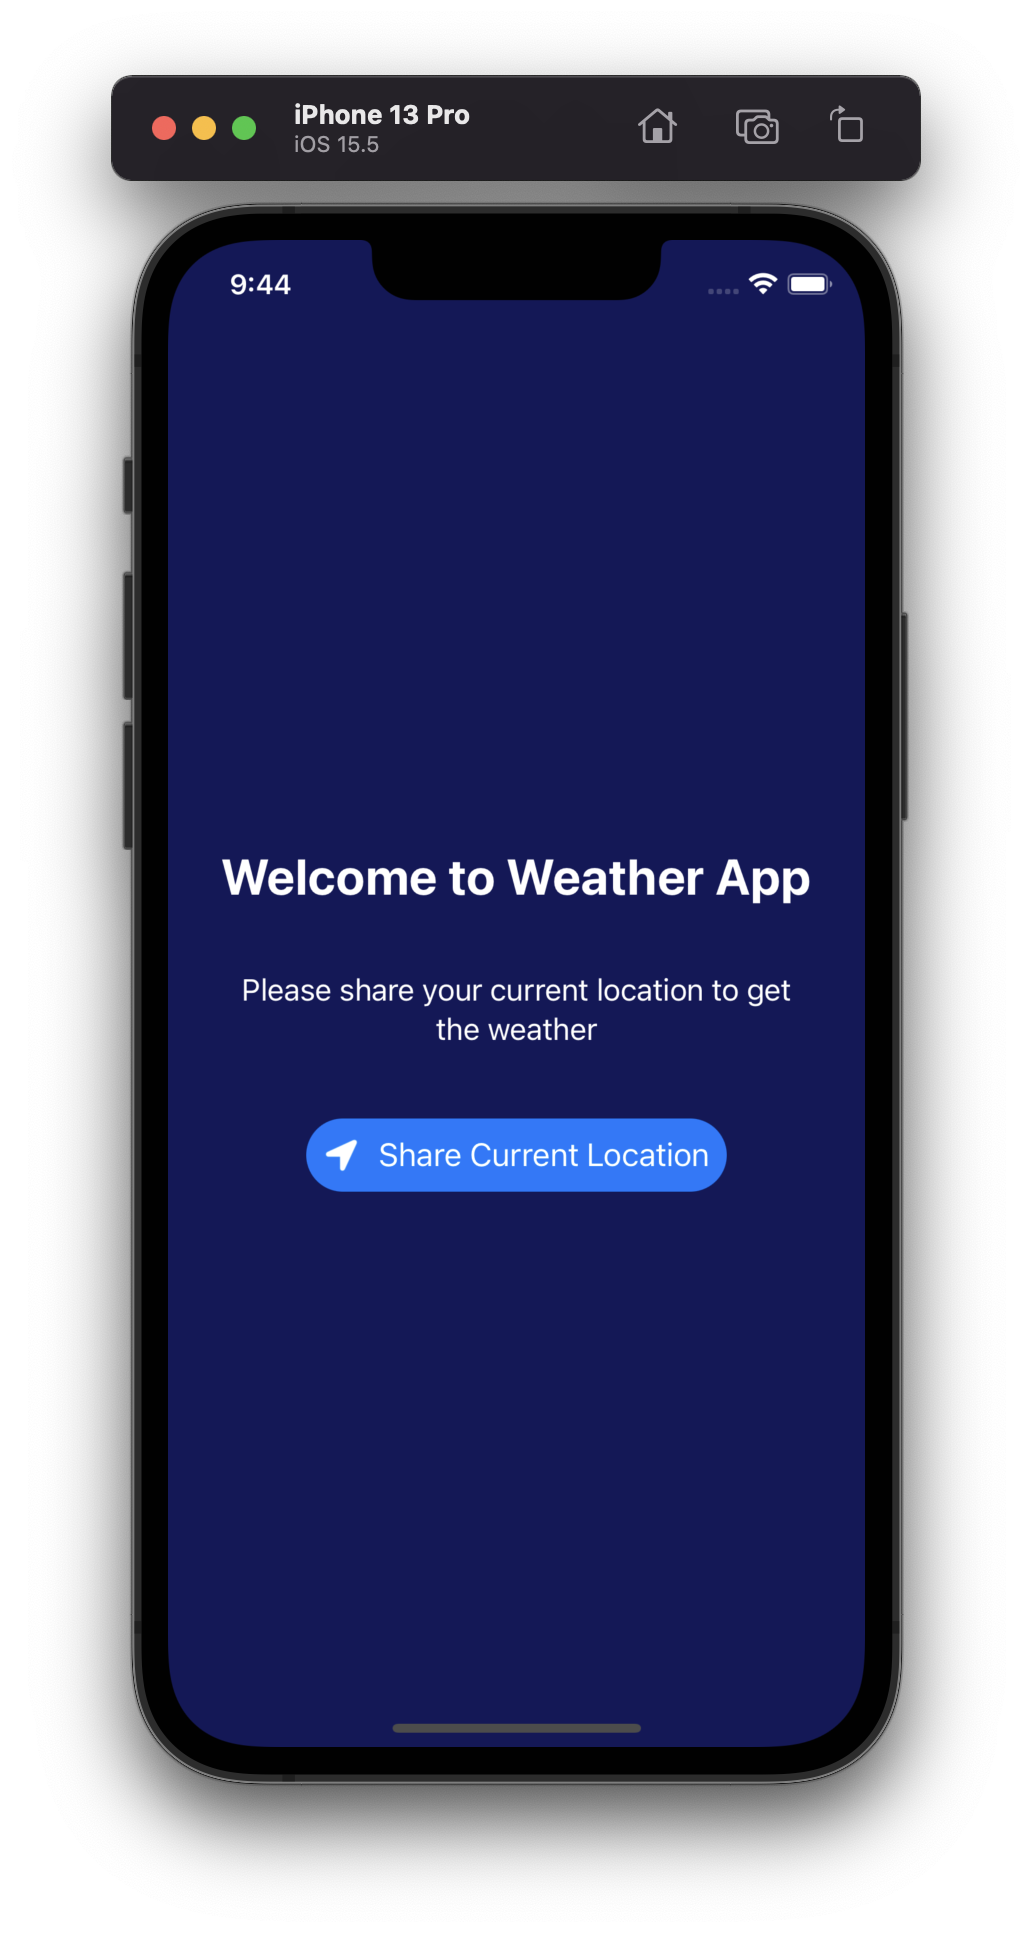 iPhone 13 Pro
iOS 15.5
9:44
Welcome to Weather App
Please share your current location to get
the weather
Share Current Location